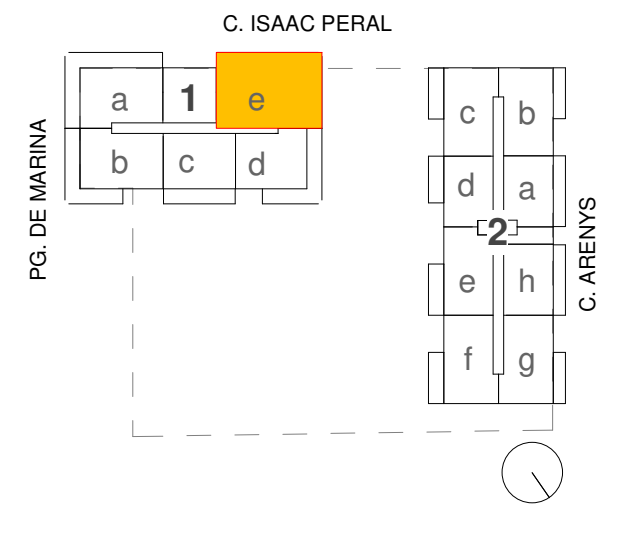 C. ISAAC PERAL
PG. DE MARINA
a 1 e
b c d
c b
d a
2
e h
f g
C. ARENYS